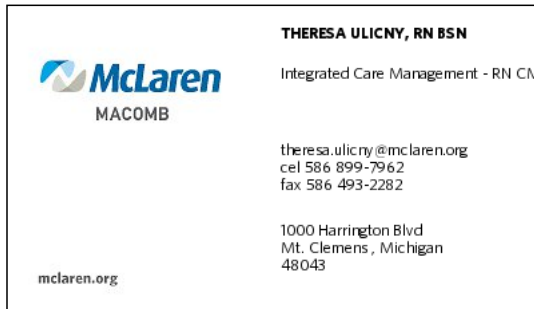 McLaren
MACOMB
mclaren.org
THERESA ULICNY, RN BSN
Integrated Care Management - RN CM
theresa.ulicny@mclaren.org
cel 586 899-7962
fax 586 493-2282
1000 Harrington Blvd
Mt. Clemens , Michigan
48043